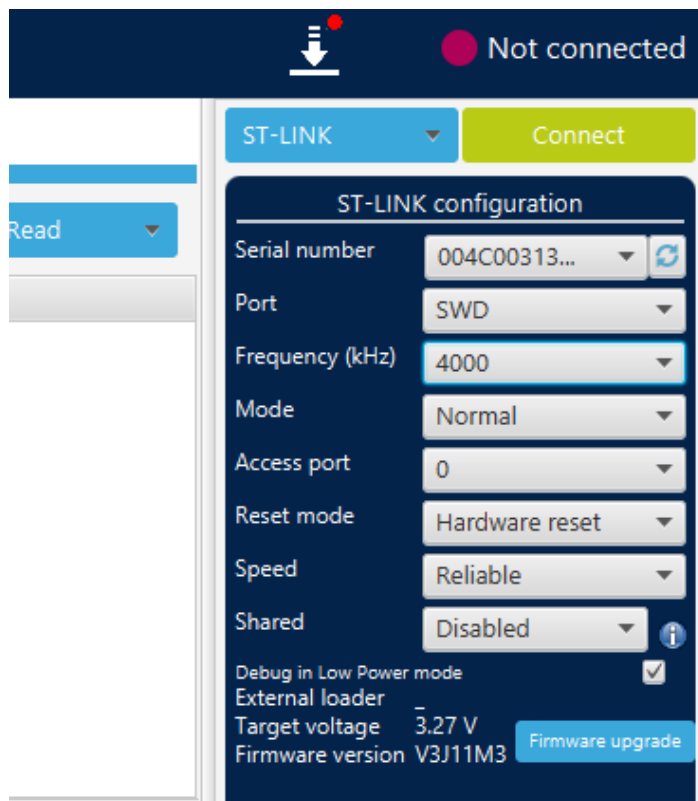 Not connected
ST-LINK Connect
Read
ST-LINK configuration
Serial number 004C00313...
Port SWD
Frequency (kHz) 4000
Mode Normal
Access port 0
Reset mode Hardware reset
Speed Reliable
Shared Disabled
Debug in Low Power mode
External loader _
Target voltage 3.27 V
Firmware version V3J11M3 Firmware upgrade